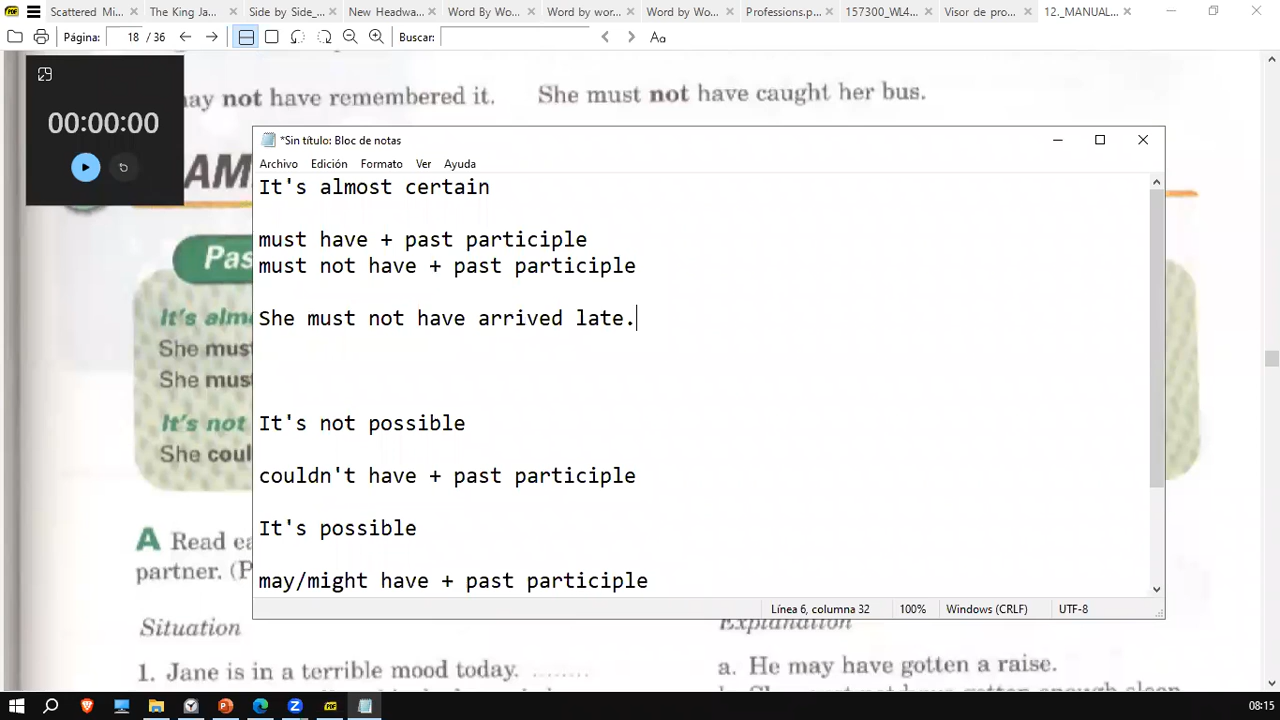 Scattered Mi... The King Ja... Side by Side_... New Headwa... Word By Wo... Word by wor... Word by Wo... Professions.p... 157300_WL4... Visor de pro... 12._MANUAL...
Página: 18 / 36 Buscar: Aa
may not have remembered it. She must not have caught her bus.
00:00:00
*Sin título: Bloc de notas
Archivo Edición Formato Ver Ayuda
It's almost certain
must have + past participle
must not have + past participle
She must not have arrived late.
It's not possible
couldn't have + past participle
It's possible
may/might have + past participle
Línea 6, columna 32 100% Windows (CRLF) UTF-8
AM
Pas
It's alm
She mus
She mus
It's not
She coul
A Read ea
partner. (P
Situation Explanation
1. Jane is in a terrible mood today. ........ a. He may have gotten a raise.
08:15